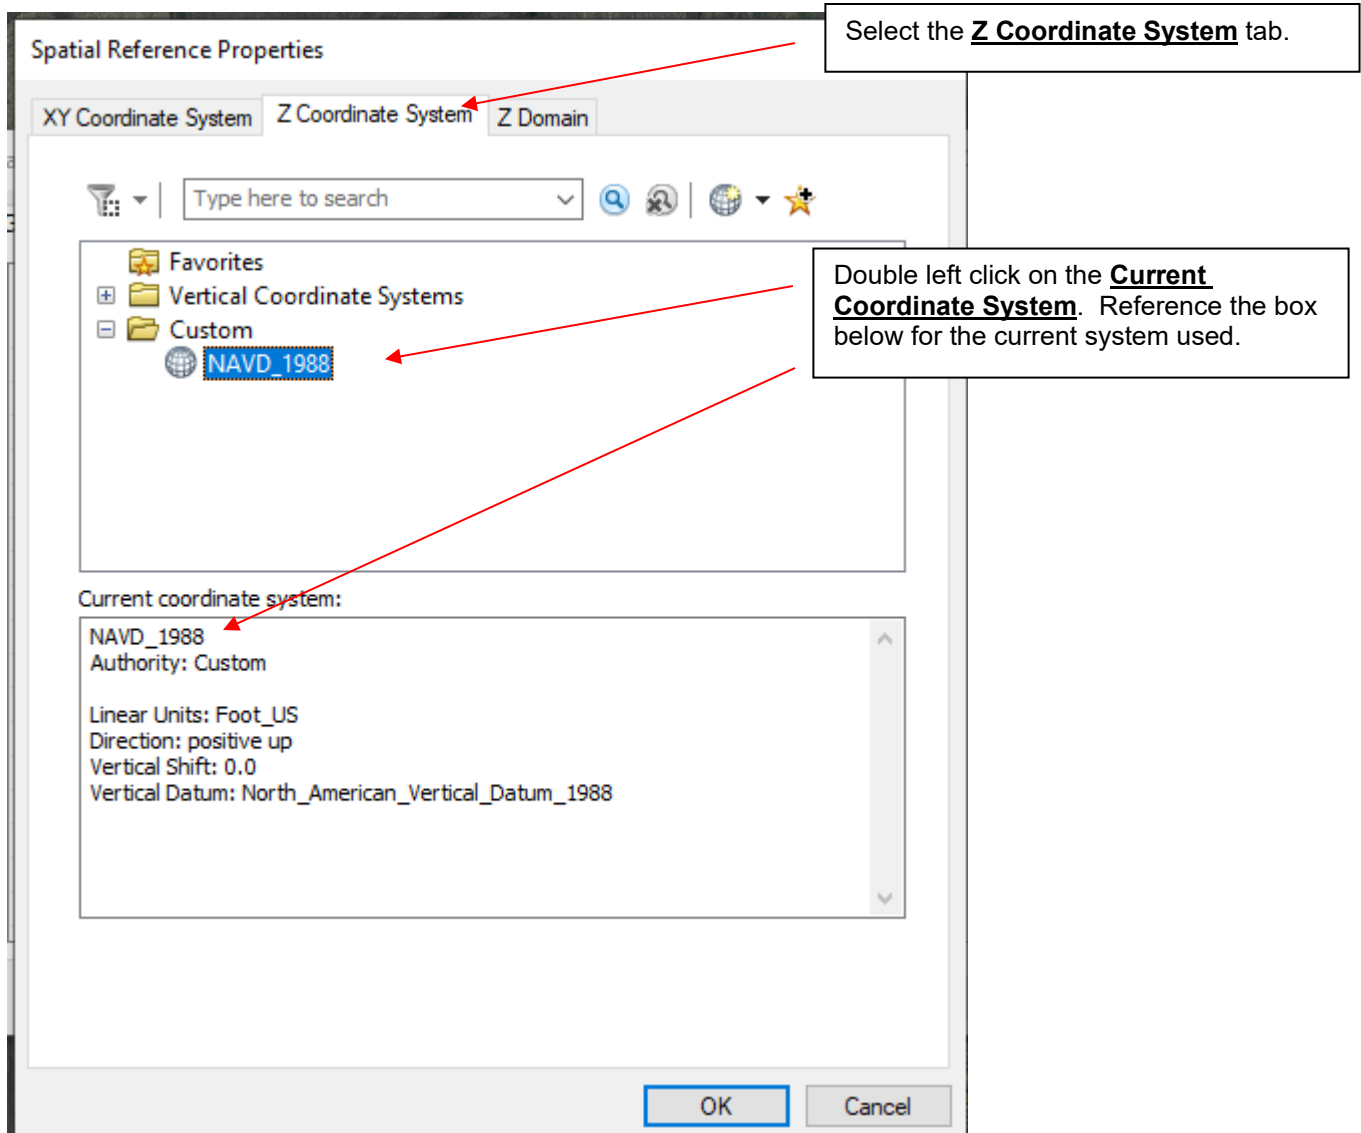 Select the Z Coordinate System tab.
Spatial Reference Properties
XY Coordinate System Z Coordinate System Z Domain
Type here to search
Favorites
Vertical Coordinate Systems
Custom
NAVD_1988
Double left click on the Current
Coordinate System. Reference the box
below for the current system used.
Current coordinate system:
NAVD_1988
Authority: Custom
Linear Units: Foot_US
Direction: positive up
Vertical Shift: 0.0
Vertical Datum: North_American_Vertical_Datum_1988
OK Cancel